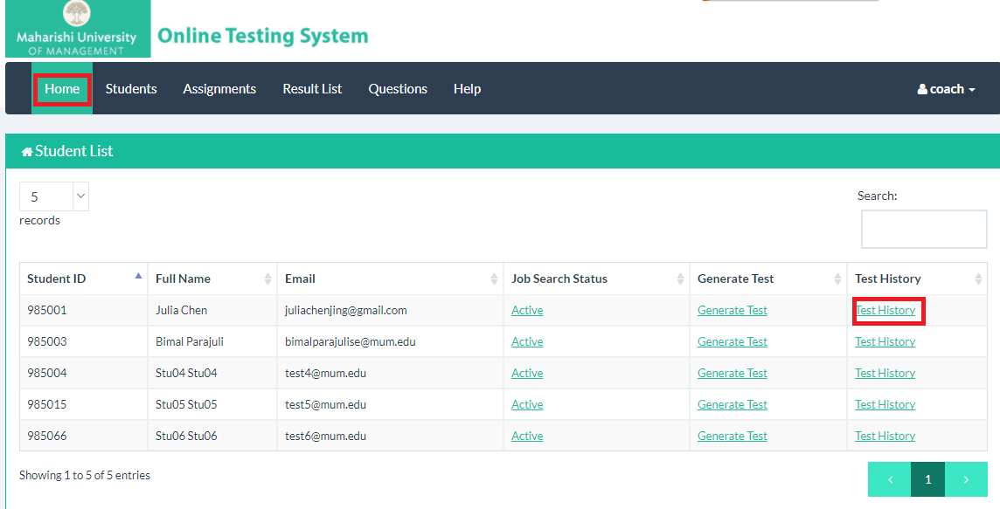 Maharishi University
OF MANAGEMENT
Online Testing System
Home Students Assignments Result List Questions Help coach
Student List
5
records
Search:
Student ID Full Name Email Job Search Status Generate Test Test History
985001 Julia Chen juliachenjing@gmail.com Active Generate Test Test History
985003 Bimal Parajuli bimalparajulise@mum.edu Active Generate Test Test History
985004 Stu04 Stu04 test4@mum.edu Active Generate Test Test History
985015 Stu05 Stu05 test5@mum.edu Active Generate Test Test History
985066 Stu06 Stu06 test6@mum.edu Active Generate Test Test History
Showing 1 to 5 of 5 entries
‹ 1 ›